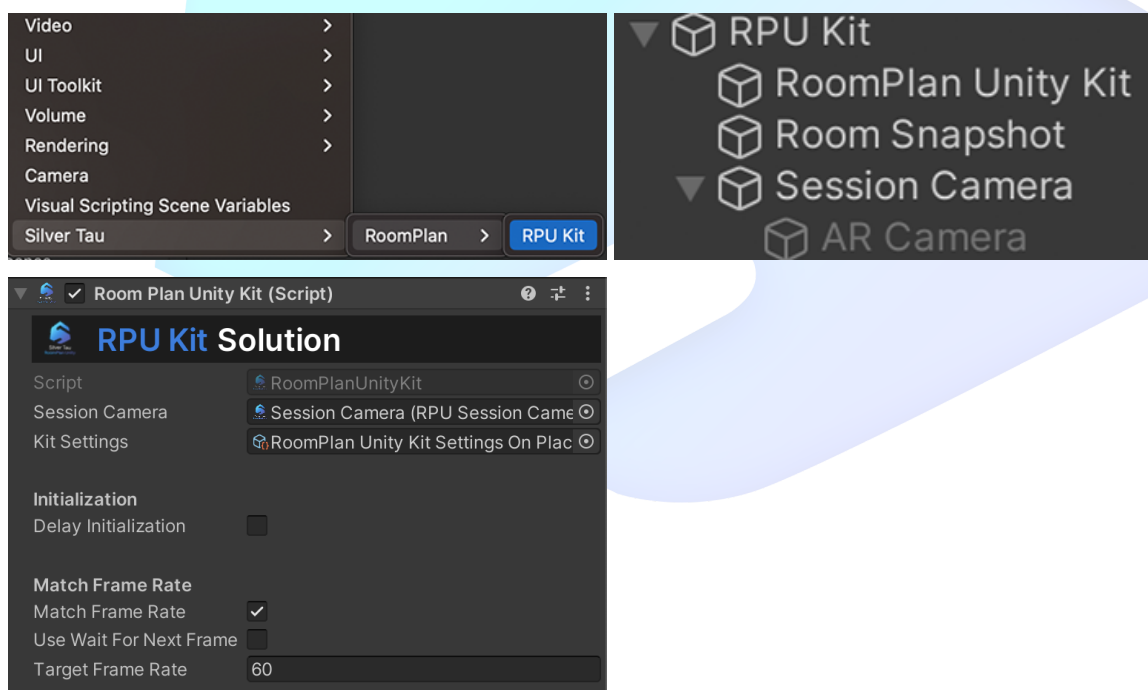 Video
UI
UI Toolkit
Volume
Rendering
Camera
Visual Scripting Scene Variables
Silver Tau
RoomPlan
RPU Kit
RPU Kit
RoomPlan Unity Kit
Room Snapshot
Session Camera
AR Camera
Room Plan Unity Kit (Script)
RPU Kit Solution
Script RoomPlanUnityKit
Session Camera Session Camera (RPU Session Came
Kit Settings RoomPlan Unity Kit Settings On Plac
Initialization
Delay Initialization
Match Frame Rate
Match Frame Rate
Use Wait For Next Frame
Target Frame Rate 60